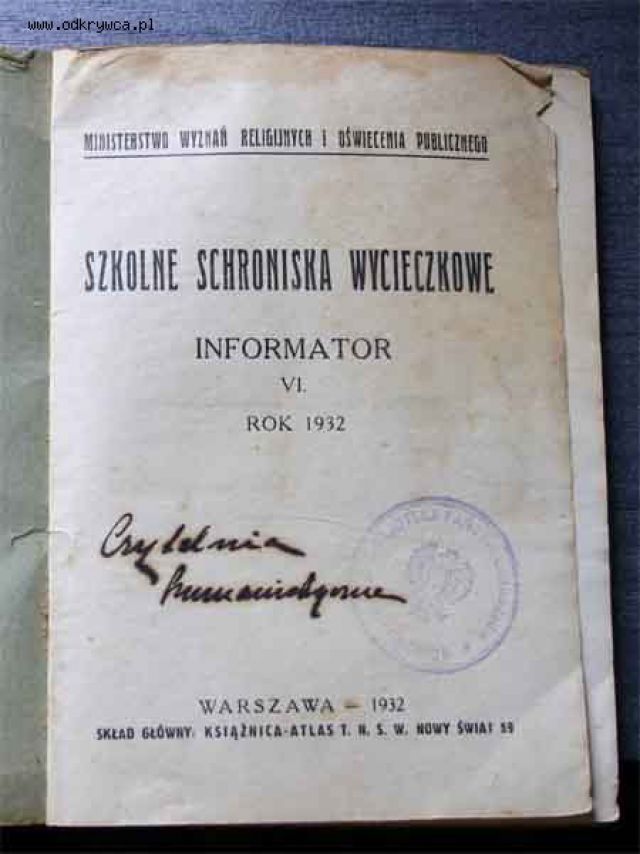 www.odkrywca.pl
MINISTERSTWO WYZNAŃ RELIGIJNYCH I OŚWIECENIA PUBLICZNEGO
SZKOLNE SCHRONISKA WYCIECZKOWE
INFORMATOR
VI.
ROK 1932
Czytelnia
humanistyczna
WARSZAWA – 1932
SKŁAD GŁÓWNY: KSIĄŻNICA-ATLAS T. N. S. W. NOWY ŚWIAT 59